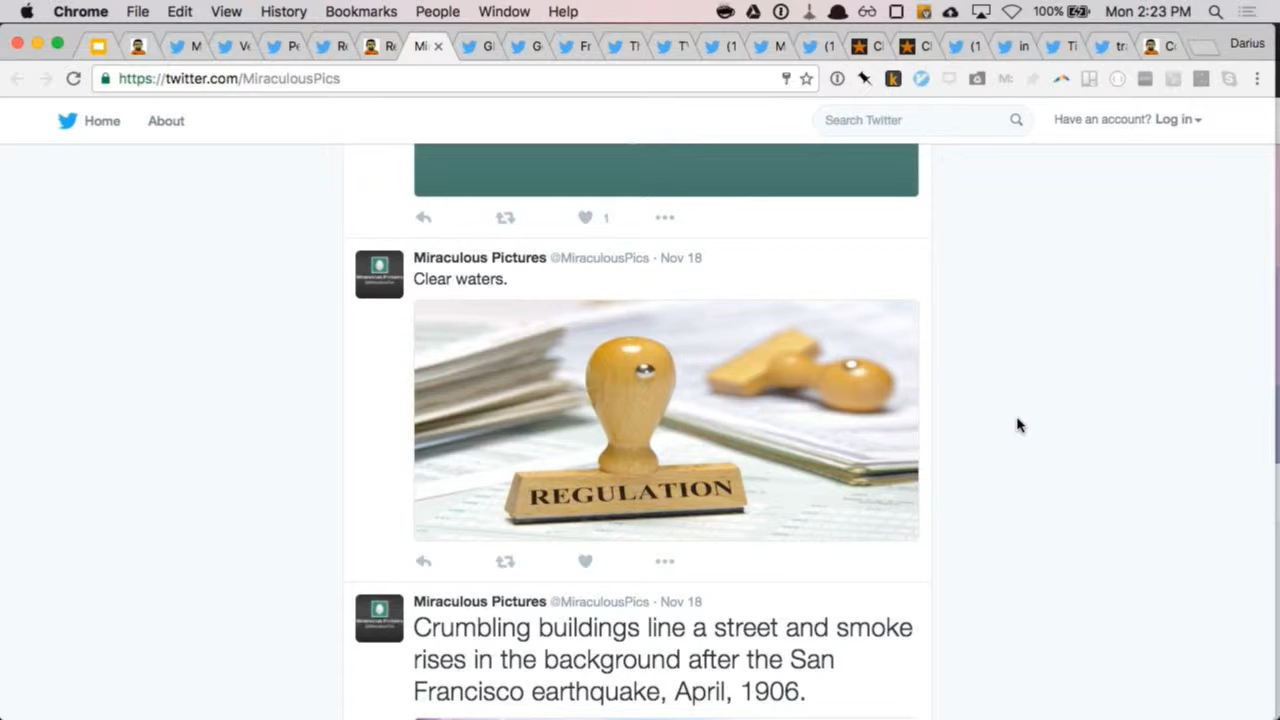 Chrome File Edit View History Bookmarks People Window Help 100% Mon 2:23 PM
Darius
https://twitter.com/MiraculousPics
Home About Search Twitter Have an account? Log in
1
Miraculous Pictures @MiraculousPics · Nov 18
Clear waters.
REGULATION
Miraculous Pictures @MiraculousPics · Nov 18
Crumbling buildings line a street and smoke
rises in the background after the San
Francisco earthquake, April, 1906.